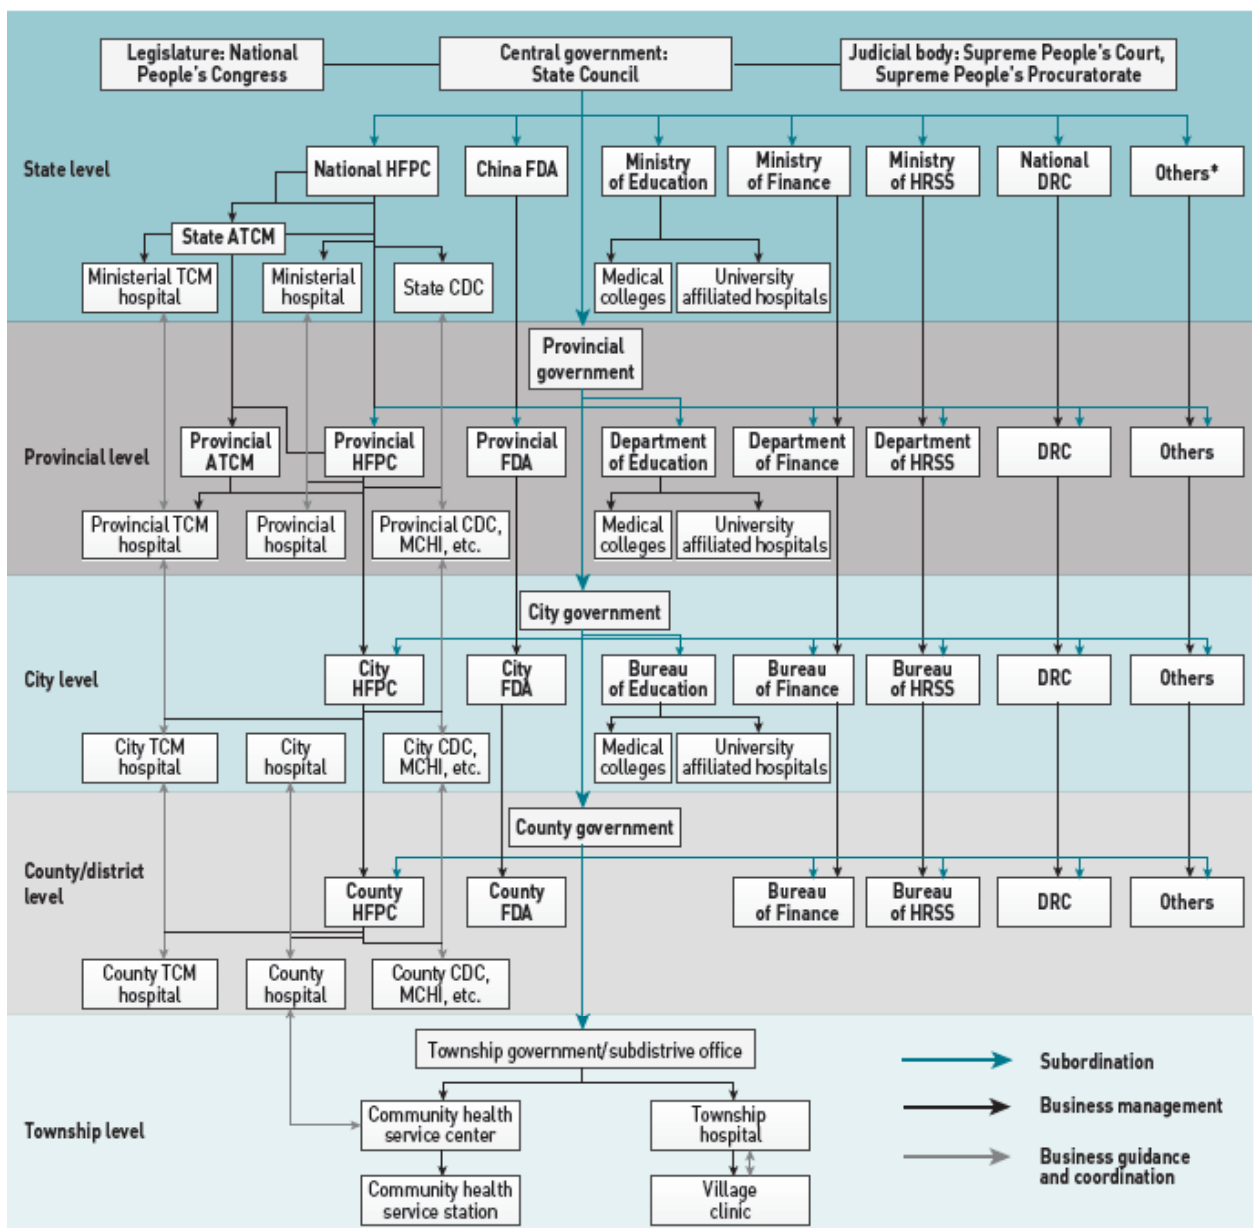 Legislature: National
People's Congress
Central government:
State Council
Judicial body: Supreme People's Court,
Supreme People's Procuratorate
State level
National HFPC
China FDA
Ministry
of Education
Ministry
of Finance
Ministry
of HRSS
National
DRC
Others*
State ATCM
Ministerial TCM
hospital
Ministerial
hospital
State CDC
Medical
colleges
University
affiliated hospitals
Provincial
government
Provincial level
Provincial
ATCM
Provincial
HFPC
Provincial
FDA
Department
of Education
Department
of Finance
Department
of HRSS
DRC
Others
Provincial TCM
hospital
Provincial
hospital
Provincial CDC,
MCHI, etc.
Medical
colleges
University
affiliated hospitals
City government
City level
City
HFPC
City
FDA
Bureau
of Education
Bureau
of Finance
Bureau
of HRSS
DRC
Others
City TCM
hospital
City
hospital
City CDC,
MCHI, etc.
Medical
colleges
University
affiliated hospitals
County government
County/district
level
County
HFPC
County
FDA
Bureau
of Finance
Bureau
of HRSS
DRC
Others
County TCM
hospital
County
hospital
County CDC,
MCHI, etc.
Township government/subdistrive office
Township level
Community health
service center
Township
hospital
Community health
service station
Village
clinic
Subordination
Business management
Business guidance
and coordination